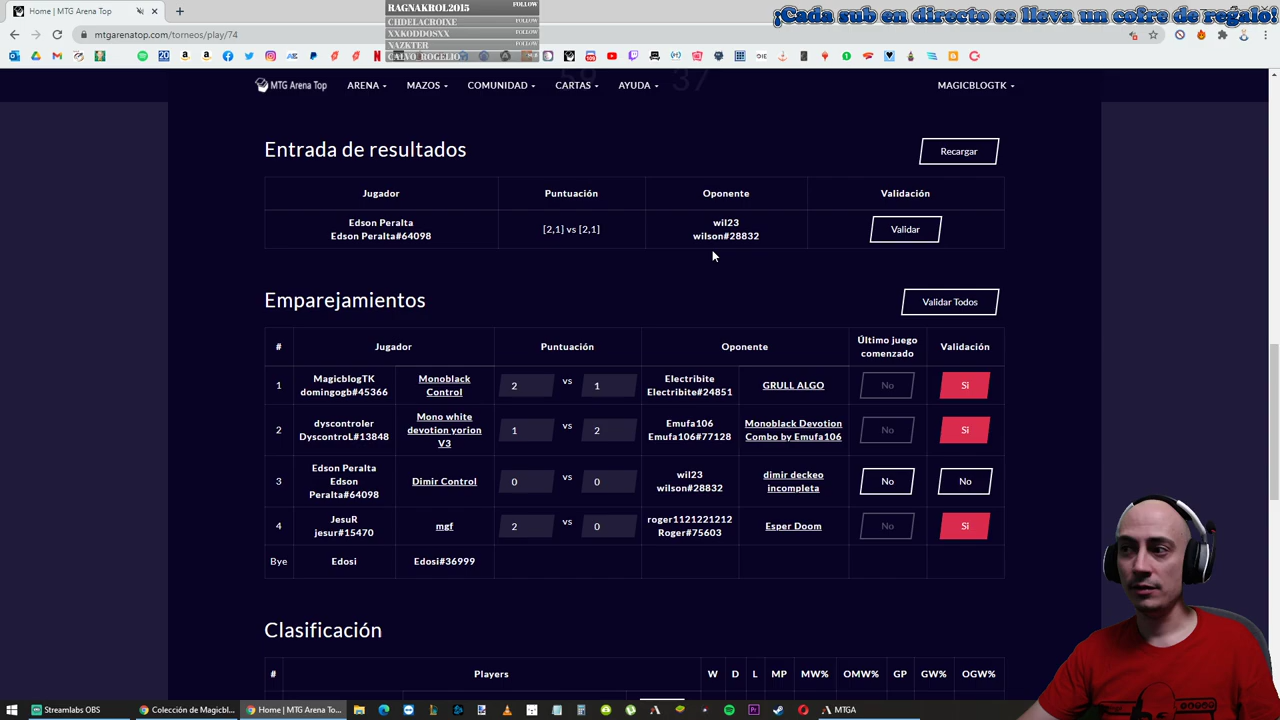 Home | MTG Arena Top
RAGNAKROL2015 FOLLOW
CHDELACROIXE FOLLOW
XXKODDOSXX FOLLOW
XAZKTER FOLLOW
CALVO_ROGELIO
¡Cada sub en directo se lleva un cofre de regalo!
mtgarenatop.com/torneos/play/74
MTG Arena Top ARENA MAZOS COMUNIDAD CARTAS AYUDA MAGICBLOGTK
Entrada de resultados Recargar
Jugador Puntuación Oponente Validación
Edson Peralta
Edson Peralta#64098 [2,1] vs [2,1] wil23
wilson#28832 Validar
Emparejamientos Validar Todos
# Jugador Puntuación Oponente Último juego
comenzado Validación
1 MagicblogTK
domingogb#45366 Monoblack
Control 2 vs 1 Electribite
Electribite#24851 GRULL ALGO No Si
2 dyscontroler
DyscontroL#13848 Mono white
devotion yorion
V3 1 vs 2 Emufa106
Emufa106#77128 Monoblack Devotion
Combo by Emufa106 No Si
3 Edson Peralta
Edson
Peralta#64098 Dimir Control 0 vs 0 wil23
wilson#28832 dimir deckeo
incompleta No No
4 JesuR
jesur#15470 mgf 2 vs 0 roger1121221212
Roger#75603 Esper Doom No Si
Bye Edosi Edosi#36999
Clasificación
# Players W D L MP MW% OMW% GP GW% OGW%
Streamlabs OBS Colección de Magicbl... Home | MTG Arena T... MTGA